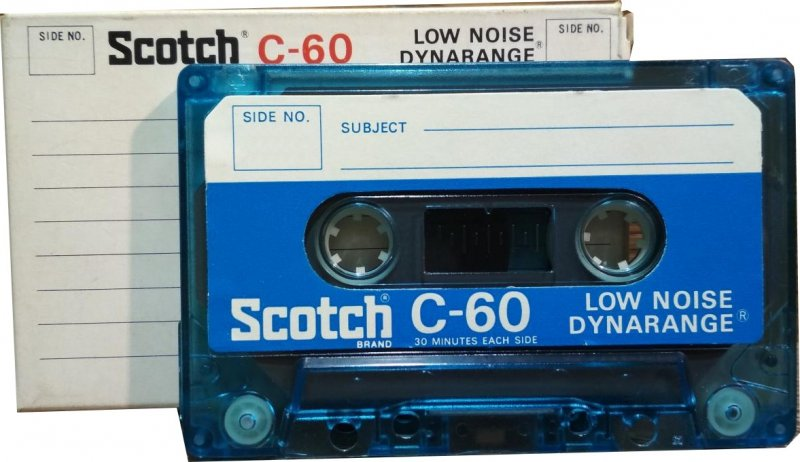 SIDE NO.
Scotch® C-60
LOW NOISE
DYNARANGE®
SIDE NO.
SIDE NO.
SUBJECT
Scotch® C-60
BRAND
30 MINUTES EACH SIDE
LOW NOISE
DYNARANGE®